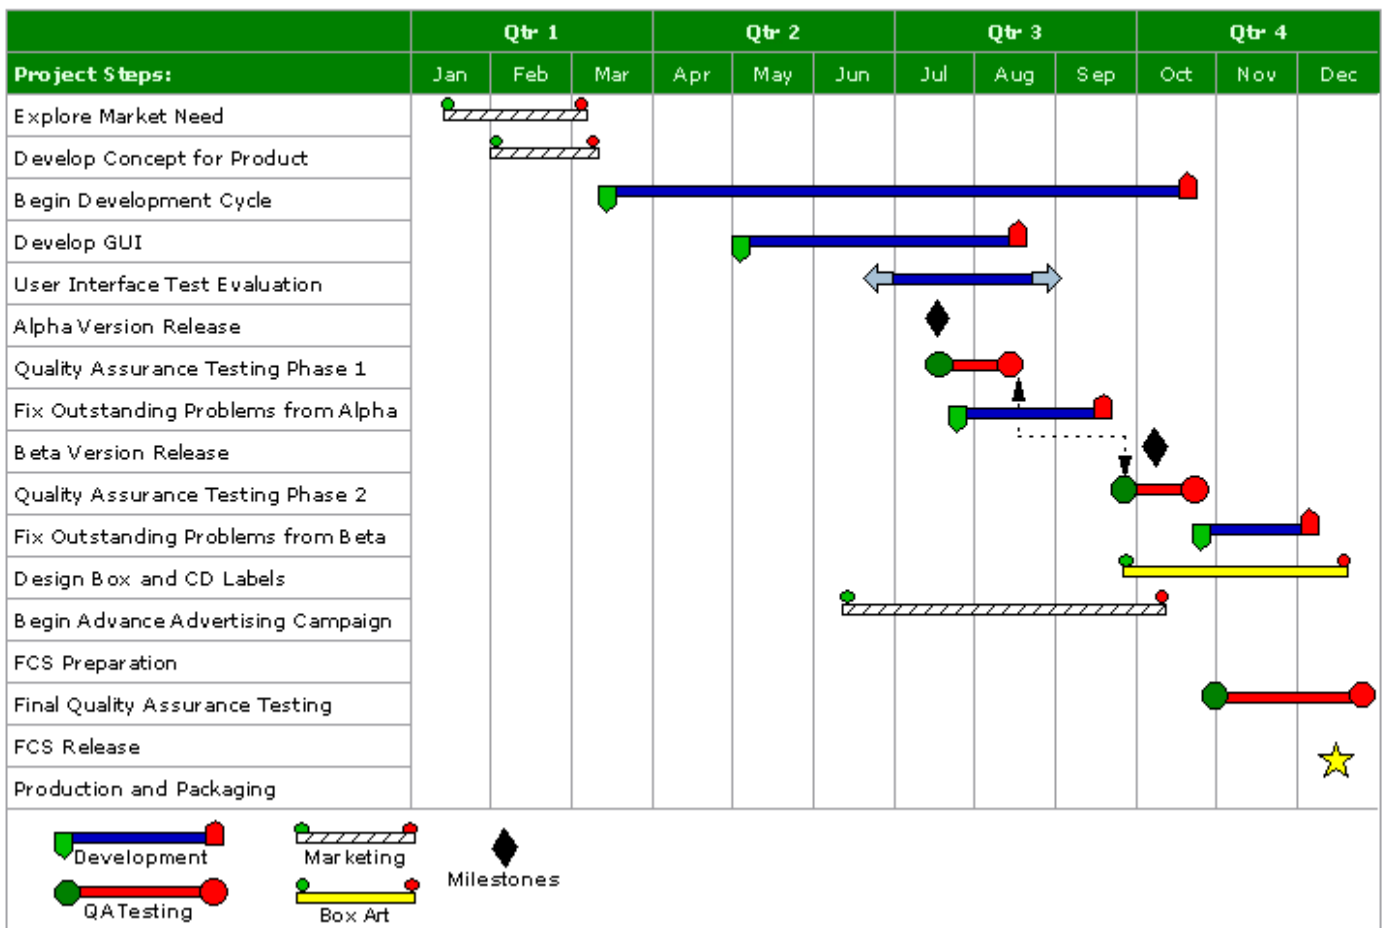 Qtr 1 Qtr 2 Qtr 3 Qtr 4
Project Steps: Jan Feb Mar Apr May Jun Jul Aug Sep Oct Nov Dec
Explore Market Need
Develop Concept for Product
Begin Development Cycle
Develop GUI
User Interface Test Evaluation
Alpha Version Release
Quality Assurance Testing Phase 1
Fix Outstanding Problems from Alpha
Beta Version Release
Quality Assurance Testing Phase 2
Fix Outstanding Problems from Beta
Design Box and CD Labels
Begin Advance Advertising Campaign
FCS Preparation
Final Quality Assurance Testing
FCS Release
Production and Packaging
Development Marketing
Milestones
QA Testing Box Art